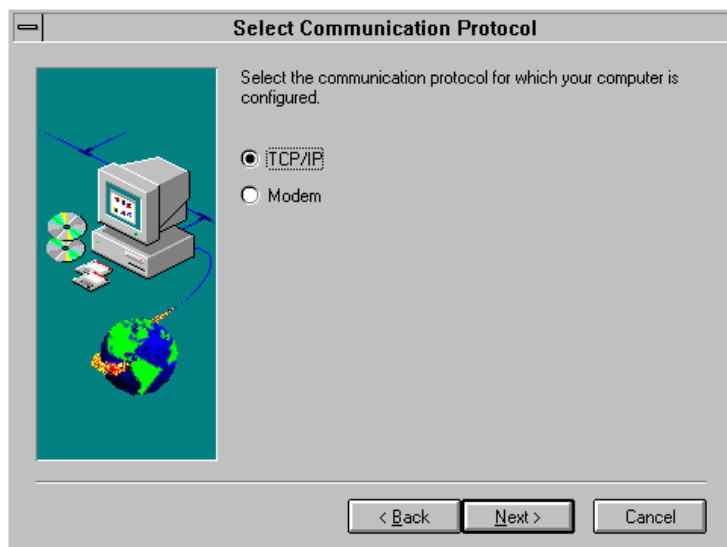 Select Communication Protocol
Select the communication protocol for which your computer is
configured.
TCP/IP
Modem
< Back
Next >
Cancel